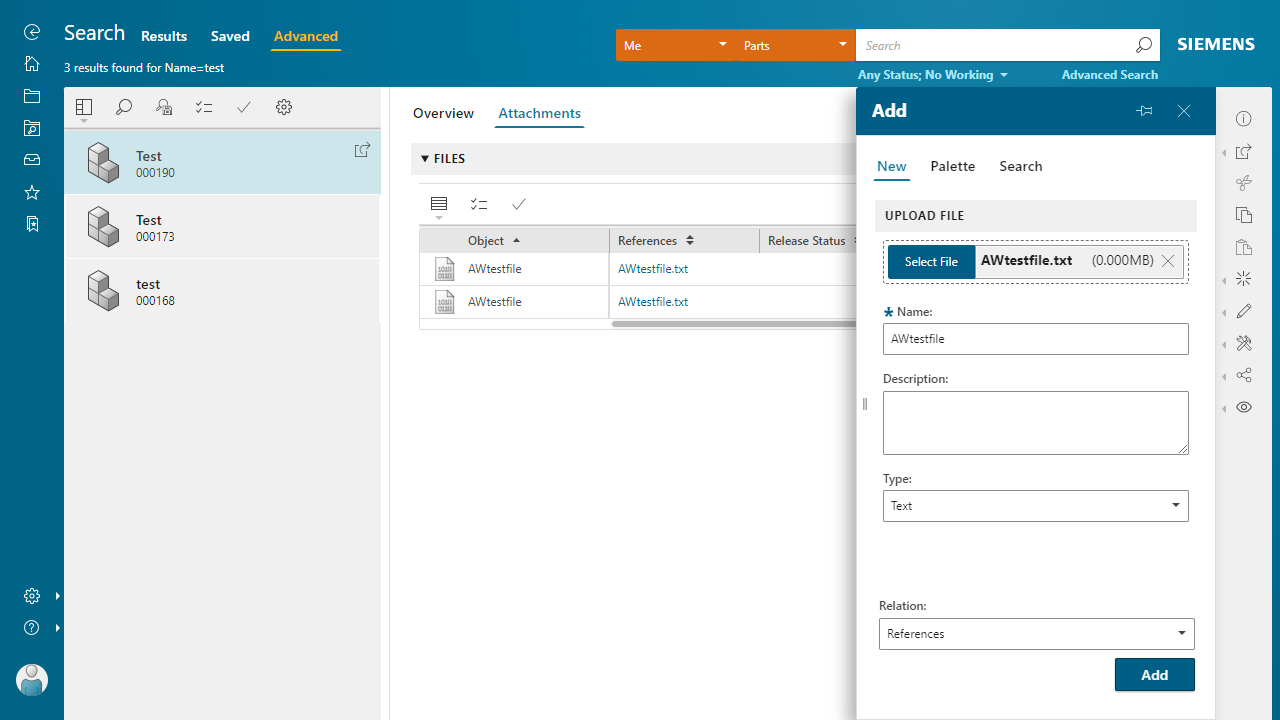 Search
Results
Saved
Advanced
3 results found for Name=test
Me
Parts
Search
SIEMENS
Any Status; No Working
Advanced Search
Test
000190
Test
000173
test
000168
Overview
Attachments
FILES
Object
References
Release Status
AWtestfile
AWtestfile.txt
AWtestfile
AWtestfile.txt
Add
New
Palette
Search
UPLOAD FILE
Select File
AWtestfile.txt
(0.000MB)
* Name:
AWtestfile
Description:
Type:
Text
Relation:
References
Add